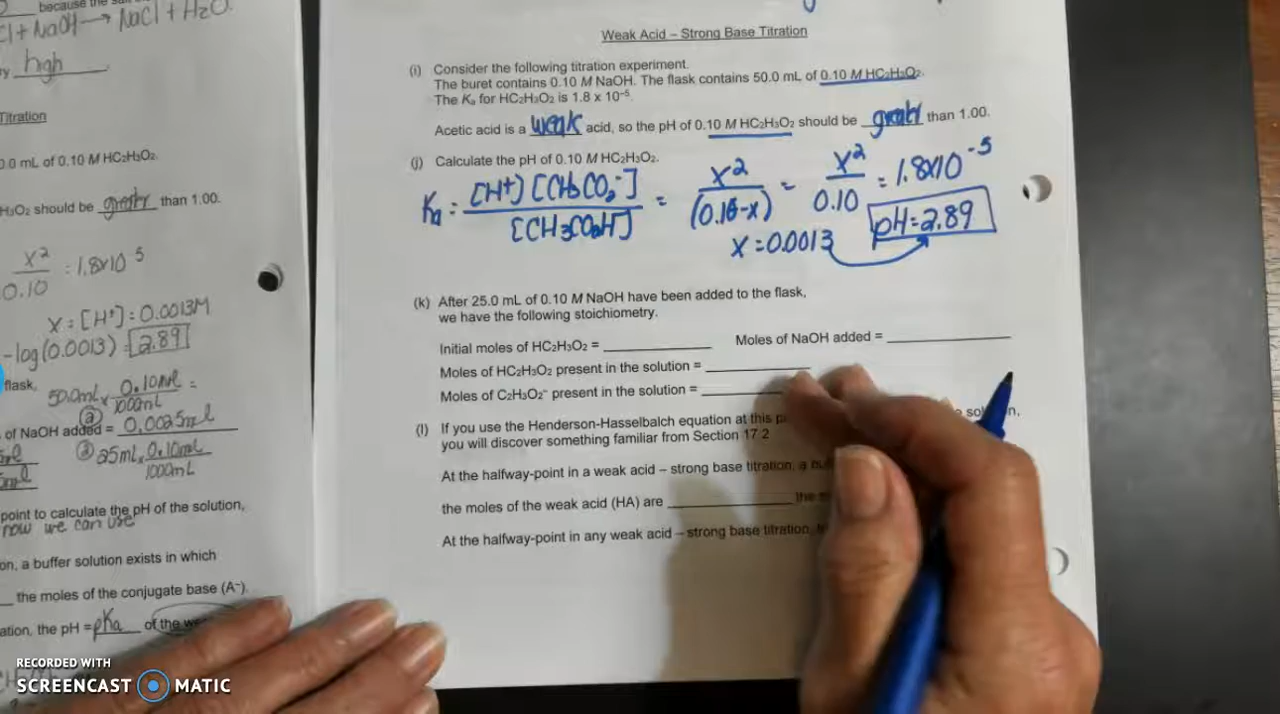 because the
Cl + NaOH → NaCl + H2O.
high
Titration
0.0 mL of 0.10 M HC2H3O2.
H3O2 should be greater than 1.00.
x² / 0.10 = 1.8x10^-5
x = [H+] = 0.0013M
-log(0.0013) = 2.89
flask,
50.0mL x 0.10mol / 1000mL =
①
of NaOH added = 0.0025mol
② 25mL x 0.10mol / 1000mL
point to calculate the pH of the solution,
now we can use
on, a buffer solution exists in which
the moles of the conjugate base (A⁻).
ation, the pH = pKa of the
Weak Acid – Strong Base Titration
(i) Consider the following titration experiment.
The buret contains 0.10 M NaOH. The flask contains 50.0 mL of 0.10 M HC2H3O2.
The Ka for HC2H3O2 is 1.8 x 10⁻⁵.
Acetic acid is a weak acid, so the pH of 0.10 M HC2H3O2 should be greater than 1.00.
(j) Calculate the pH of 0.10 M HC2H3O2.
Ka = [H+] [CH3CO2⁻] / [CH3CO2H] = x² / (0.10-x) = x² / 0.10 = 1.8x10^-5
x = 0.0013 pH = 2.89
(k) After 25.0 mL of 0.10 M NaOH have been added to the flask,
we have the following stoichiometry.
Initial moles of HC2H3O2 = ________ Moles of NaOH added = ________
Moles of HC2H3O2 present in the solution = ________
Moles of C2H3O2⁻ present in the solution = ________
(l) If you use the Henderson-Hasselbalch equation at this
you will discover something familiar from Section 17.2
At the halfway-point in a weak acid – strong base titration, a
the moles of the weak acid (HA) are ________ the
At the halfway-point in any weak acid – strong base titration,
RECORDED WITH
SCREENCAST MATIC